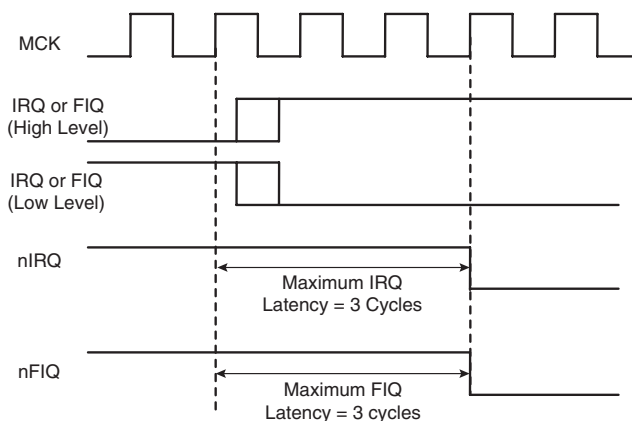 MCK
IRQ or FIQ
(High Level)
IRQ or FIQ
(Low Level)
nIRQ
Maximum IRQ
Latency = 3 Cycles
nFIQ
Maximum FIQ
Latency = 3 cycles